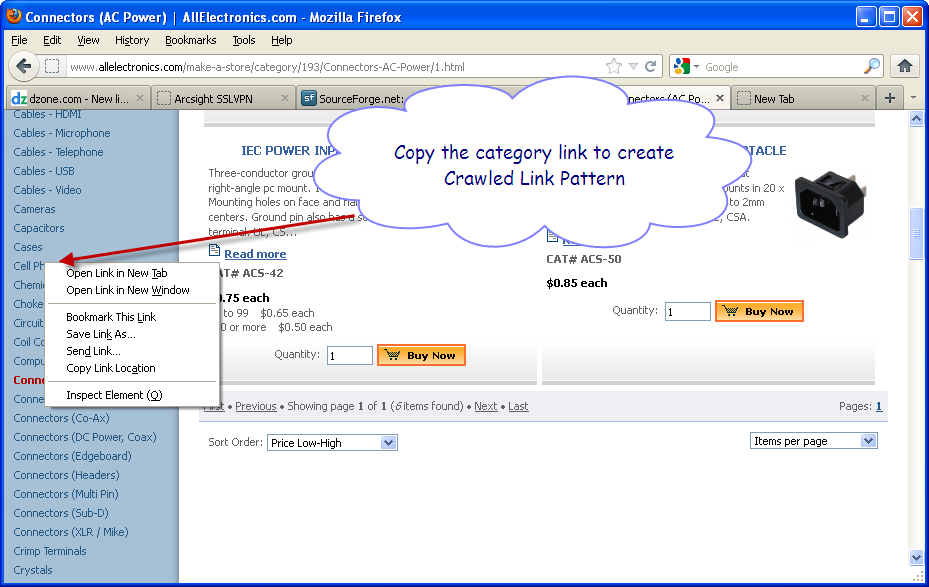 Connectors (AC Power) | AllElectronics.com - Mozilla Firefox
File Edit View History Bookmarks Tools Help
www.allelectronics.com/make-a-store/category/193/Connectors-AC-Power/1.html
Google
dz dzone.com - New li...
Arcsight SSLVPN
sf SourceForge.net:
nnectors (AC Po...
New Tab
Cables - HDMI
Cables - Microphone
Cables - Telephone
Cables - USB
Cables - Video
Cameras
Capacitors
Cases
Cell Ph
Chemi
Choke
Circuit
Coil Co
Compu
Conne
Conne
Connectors (Co-Ax)
Connectors (DC Power, Coax)
Connectors (Edgeboard)
Connectors (Headers)
Connectors (Multi Pin)
Connectors (Sub-D)
Connectors (XLR / Mike)
Crimp Terminals
Crystals
Open Link in New Tab
Open Link in New Window
Bookmark This Link
Save Link As...
Send Link...
Copy Link Location
Inspect Element (Q)
Copy the category link to create
Crawled Link Pattern
IEC POWER INP
Three-conductor grou
right-angle pc mount. 1
Mounting holes on face and fla
centers. Ground pin also has a so
terminal. UL, CS...
Read more
AT# ACS-42
0.75 each
to 99 $0.65 each
0 or more $0.50 each
Quantity: 1 Buy Now
TACLE
unts in 20 x
to 2mm
, CSA.
CAT# ACS-50
$0.85 each
Quantity: 1 Buy Now
First • Previous • Showing page 1 of 1 (6 items found) • Next • Last
Pages: 1
Sort Order: Price Low-High
Items per page